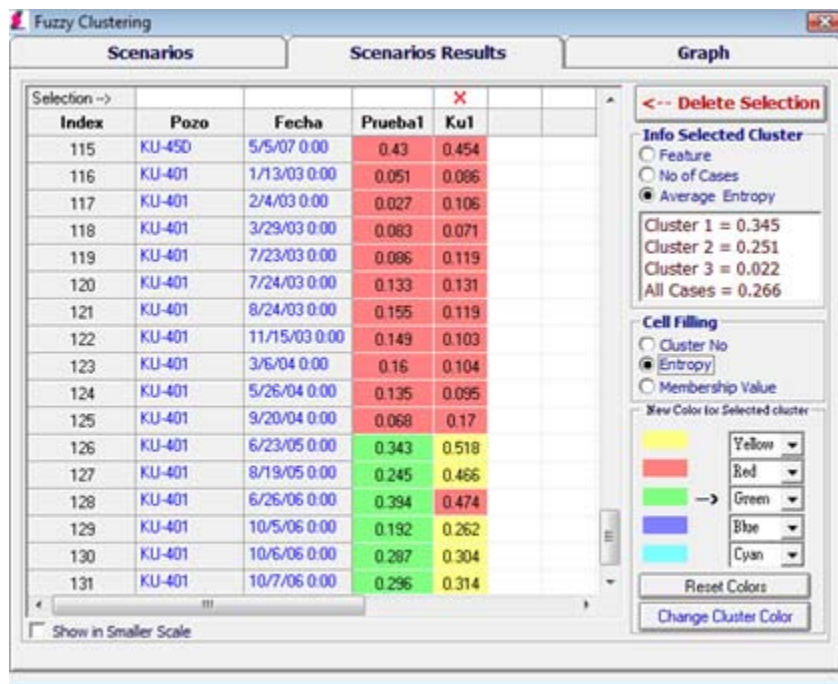 Fuzzy Clustering
Scenarios Scenarios Results Graph
Selection --> X
Index Pozo Fecha Prueba1 Ku1
115 KU-45D 5/5/07 0:00 0.43 0.454
116 KU-401 1/13/03 0:00 0.051 0.086
117 KU-401 2/4/03 0:00 0.027 0.106
118 KU-401 3/29/03 0:00 0.083 0.071
119 KU-401 7/23/03 0:00 0.086 0.119
120 KU-401 7/24/03 0:00 0.133 0.131
121 KU-401 8/24/03 0:00 0.155 0.119
122 KU-401 11/15/03 0:00 0.149 0.103
123 KU-401 3/6/04 0:00 0.16 0.104
124 KU-401 5/26/04 0:00 0.135 0.095
125 KU-401 9/20/04 0:00 0.068 0.17
126 KU-401 6/23/05 0:00 0.343 0.518
127 KU-401 8/19/05 0:00 0.245 0.466
128 KU-401 6/26/06 0:00 0.394 0.474
129 KU-401 10/5/06 0:00 0.192 0.262
130 KU-401 10/6/06 0:00 0.287 0.304
131 KU-401 10/7/06 0:00 0.296 0.314
Show in Smaller Scale
<-- Delete Selection
Info Selected Cluster
Feature
No of Cases
Average Entropy
Cluster 1 = 0.345
Cluster 2 = 0.251
Cluster 3 = 0.022
All Cases = 0.266
Cell Filling
Cluster No
Entropy
Membership Value
New Color for Selected cluster
Yellow
Red
--> Green
Blue
Cyan
Reset Colors
Change Cluster Color